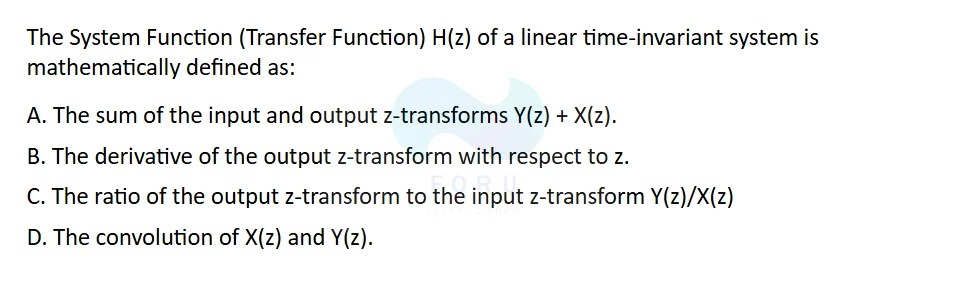 The System Function (Transfer Function) H(z) of a linear time-invariant system is
mathematically defined as:
A. The sum of the input and output z-transforms Y(z) + X(z).
B. The derivative of the output z-transform with respect to z.
FORU
C. The ratio of the output z-transform to the input z-transform Y(z)/X(z)
D. The convolution of X(z) and Y(z).